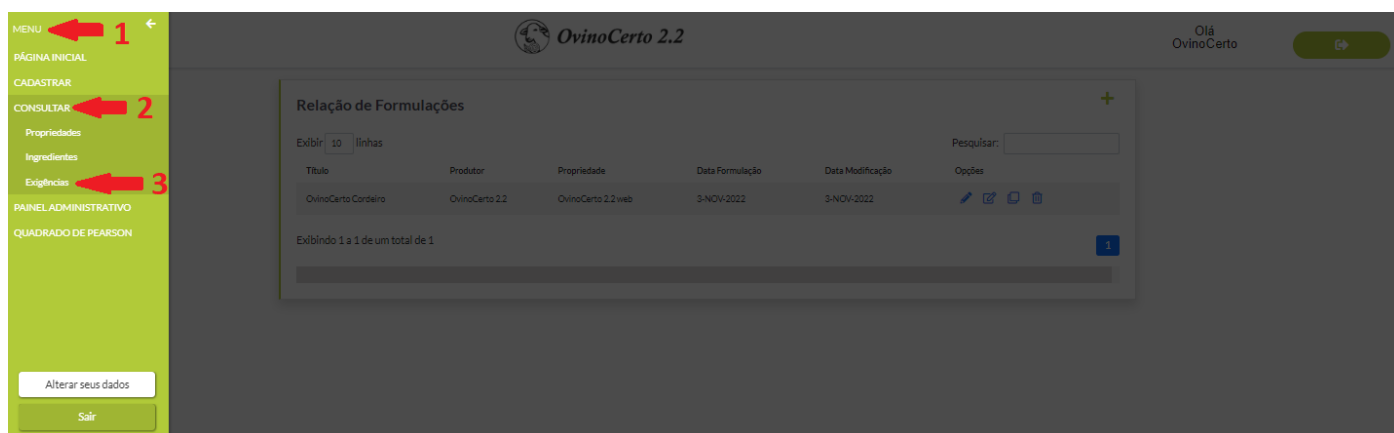 MENU 1
PÁGINA INICIAL
CADASTRAR
CONSULTAR 2
Propriedades
Ingredientes
Exigências 3
PAINEL ADMINISTRATIVO
QUADRADO DE PEARSON
Alterar seus dados
Sair
OvinoCerto 2.2
Olá
OvinoCerto
Relação de Formulações
Exibir 10 linhas Pesquisar:
Título Produtor Propriedade Data Formulação Data Modificação Opções
OvinoCerto Cordeiro OvinoCerto 2.2 OvinoCerto 2.2 web 3-NOV-2022 3-NOV-2022
Exibindo 1 a 1 de um total de 1 1